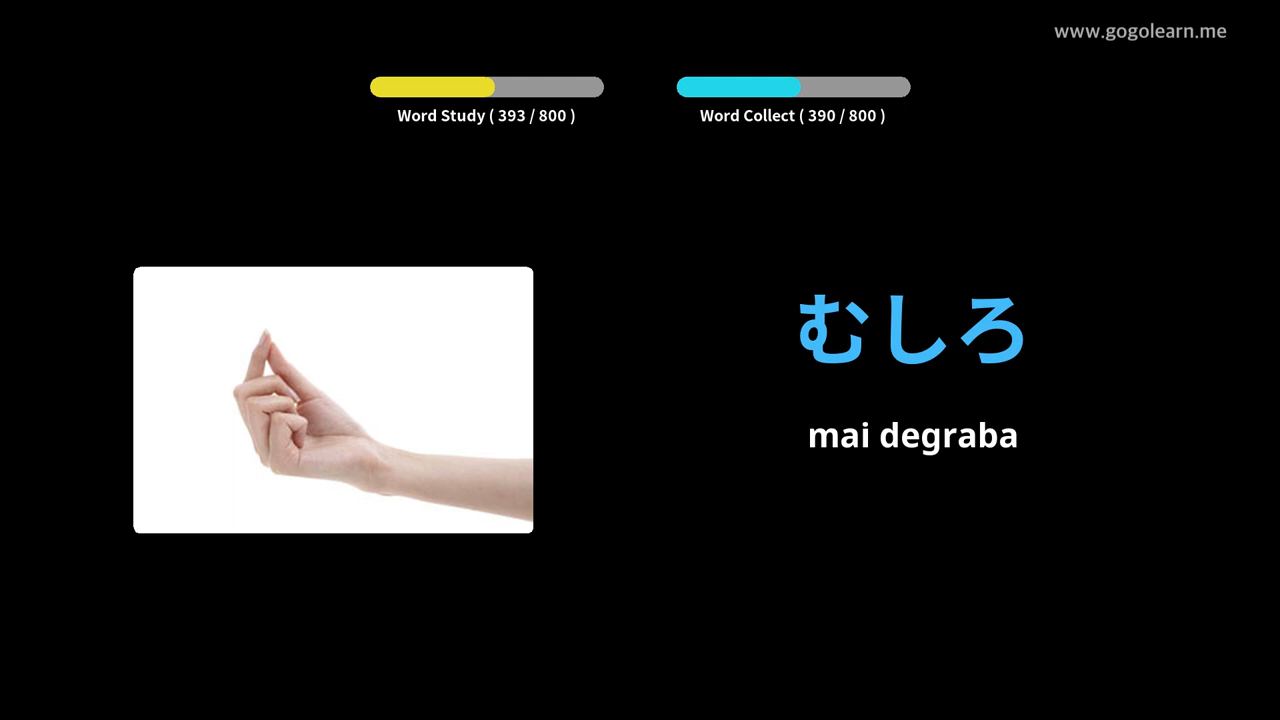 www.gogolearn.me
Word Study ( 393 / 800 )
Word Collect ( 390 / 800 )
むしろ
mai degraba